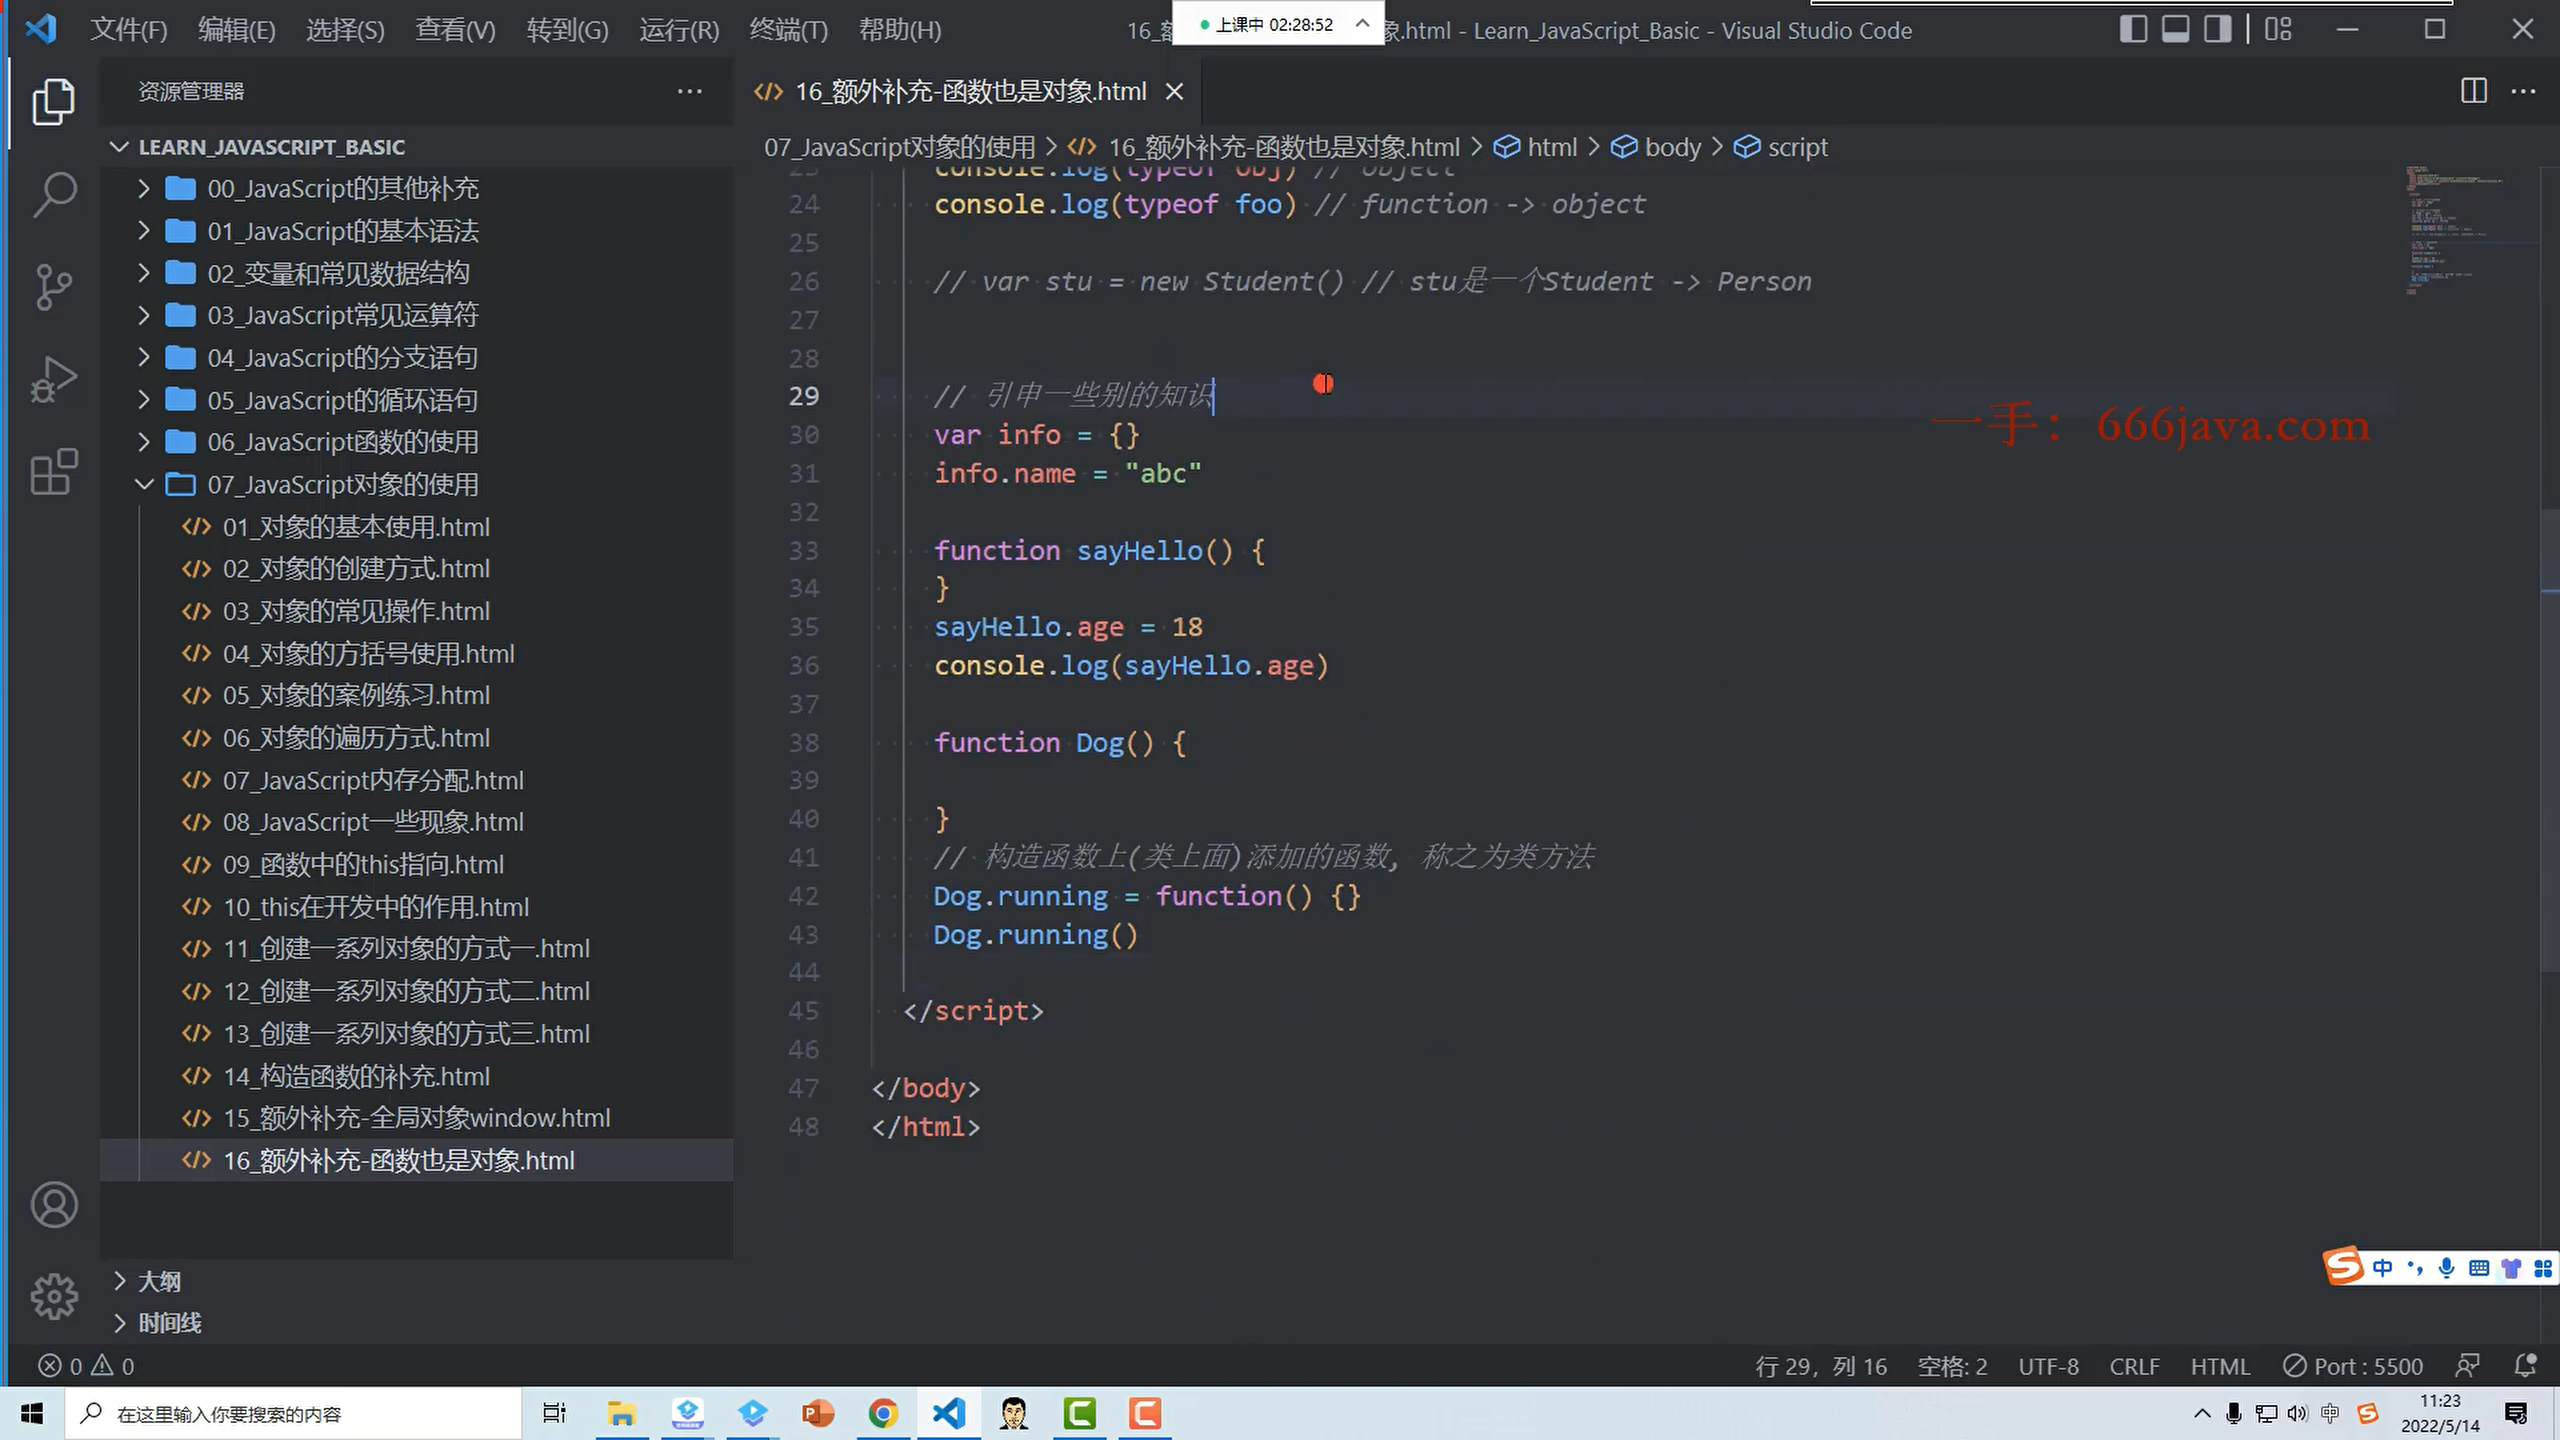 文件(F) 编辑(E) 选择(S) 查看(V) 转到(G) 运行(R) 终端(T) 帮助(H)
上课中 02:28:52
象.html - Learn_JavaScript_Basic - Visual Studio Code
资源管理器
LEARN_JAVASCRIPT_BASIC
00_JavaScript的其他补充
01_JavaScript的基本语法
02_变量和常见数据结构
03_JavaScript常见运算符
04_JavaScript的分支语句
05_JavaScript的循环语句
06_JavaScript函数的使用
07_JavaScript对象的使用
01_对象的基本使用.html
02_对象的创建方式.html
03_对象的常见操作.html
04_对象的方括号使用.html
05_对象的案例练习.html
06_对象的遍历方式.html
07_JavaScript内存分配.html
08_JavaScript一些现象.html
09_函数中的this指向.html
10_this在开发中的作用.html
11_创建一系列对象的方式一.html
12_创建一系列对象的方式二.html
13_创建一系列对象的方式三.html
14_构造函数的补充.html
15_额外补充-全局对象window.html
16_额外补充-函数也是对象.html
大纲
时间线
16_额外补充-函数也是对象.html
07_JavaScript对象的使用 > 16_额外补充-函数也是对象.html > html > body > script
23 console.log(typeof obj) // object
24 console.log(typeof foo) // function -> object
25
26 // var stu = new Student() // stu是一个Student -> Person
27
28
29 // 引申一些别的知识
30 var info = {}
31 info.name = "abc"
32
33 function sayHello() {
34 }
35 sayHello.age = 18
36 console.log(sayHello.age)
37
38 function Dog() {
39
40 }
41 // 构造函数上(类上面)添加的函数, 称之为类方法
42 Dog.running = function() {}
43 Dog.running()
44
45 </script>
46
47 </body>
48 </html>
一手：666java.com
中
0 0
行 29，列 16 空格: 2 UTF-8 CRLF HTML Port : 5500
在这里输入你要搜索的内容
中
11:23
2022/5/14